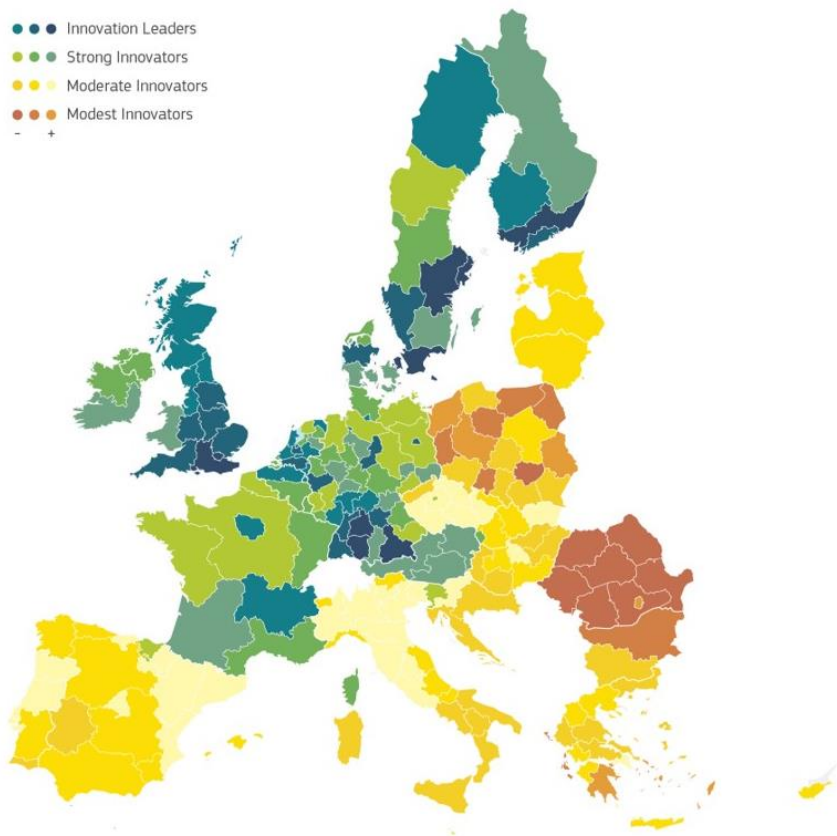 Innovation Leaders
Strong Innovators
Moderate Innovators
Modest Innovators
- +